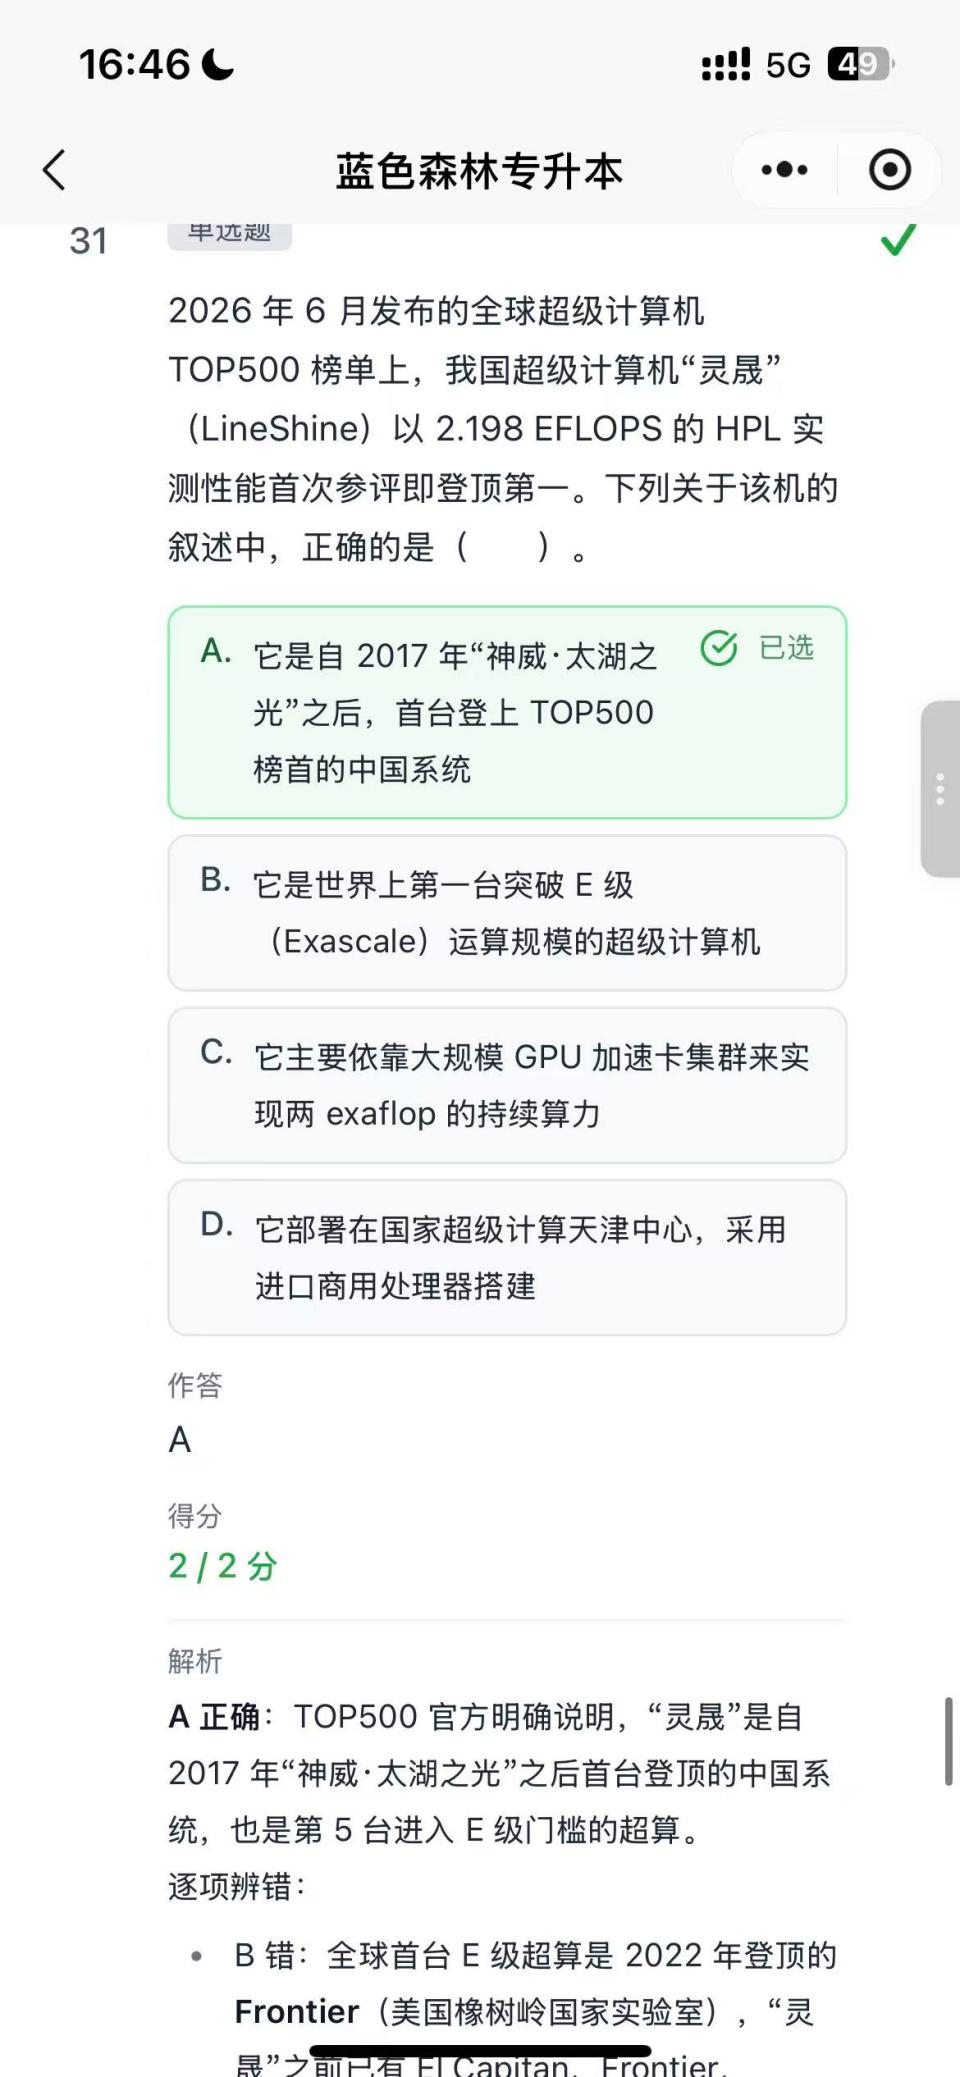 16:46
5G 49
蓝色森林专升本
31
单选题
2026 年 6 月发布的全球超级计算机
TOP500 榜单上，我国超级计算机“灵晟”
（LineShine）以 2.198 EFLOPS 的 HPL 实
测性能首次参评即登顶第一。下列关于该机的
叙述中，正确的是（　　）。
A. 它是自 2017 年“神威·太湖之
已选
光”之后，首台登上 TOP500
榜首的中国系统
B. 它是世界上第一台突破 E 级
（Exascale）运算规模的超级计算机
C. 它主要依靠大规模 GPU 加速卡集群来实
现两 exaflop 的持续算力
D. 它部署在国家超级计算天津中心，采用
进口商用处理器搭建
作答
A
得分
2 / 2 分
解析
A 正确：TOP500 官方明确说明，“灵晟”是自
2017 年“神威·太湖之光”之后首台登顶的中国系
统，也是第 5 台进入 E 级门槛的超算。
逐项辨错：
• B 错：全球首台 E 级超算是 2022 年登顶的
Frontier（美国橡树岭国家实验室），“灵
晟”之前已有 El Capitan、Frontier、